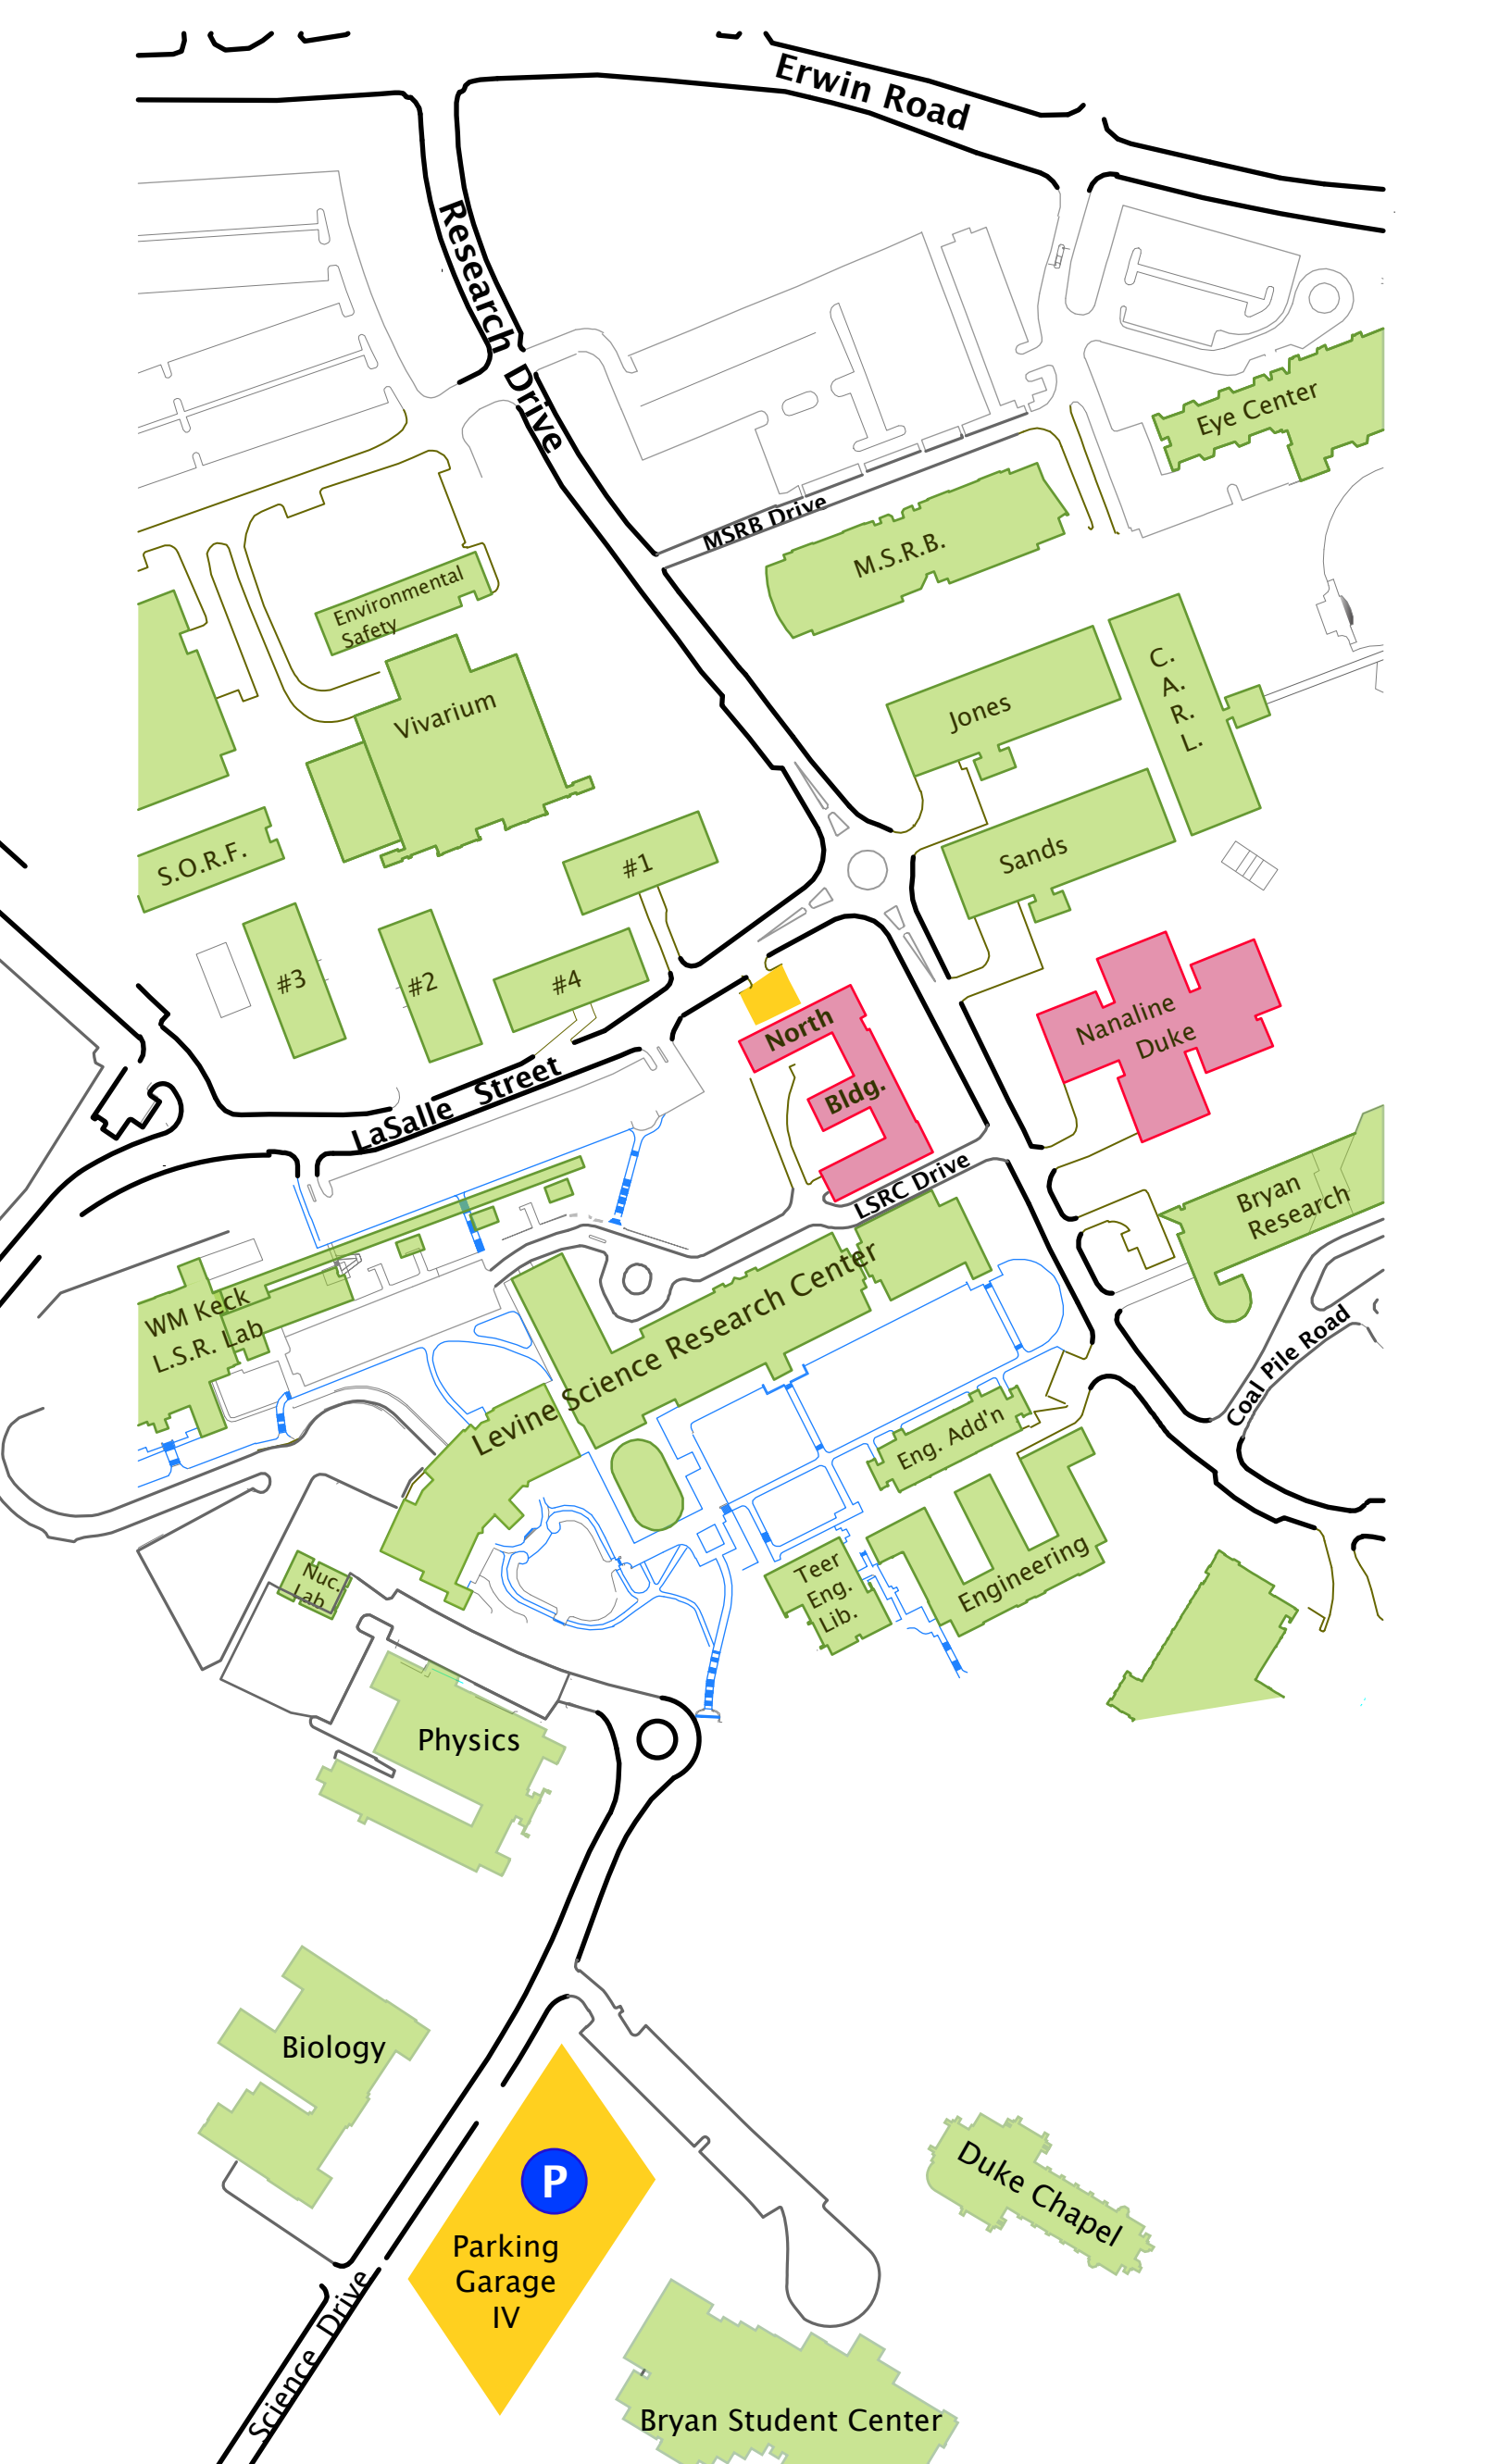 Erwin Road
Research Drive
Eye Center
MSRB Drive
M.S.R.B.
Environmental
Safety
C.
A.
R.
L.
Jones
Vivarium
S.O.R.F.
#1
Sands
#3
#2
#4
North
Bldg.
Nanaline
Duke
LaSalle Street
LSRC Drive
Bryan
Research
WM Keck
L.S.R. Lab
Levine Science Research Center
Coal Pile Road
Eng. Add'n
Engineering
Teer
Eng.
Lib.
Nuc.
Lab
Physics
Biology
P
Parking
Garage
IV
Duke Chapel
Science Drive
Bryan Student Center